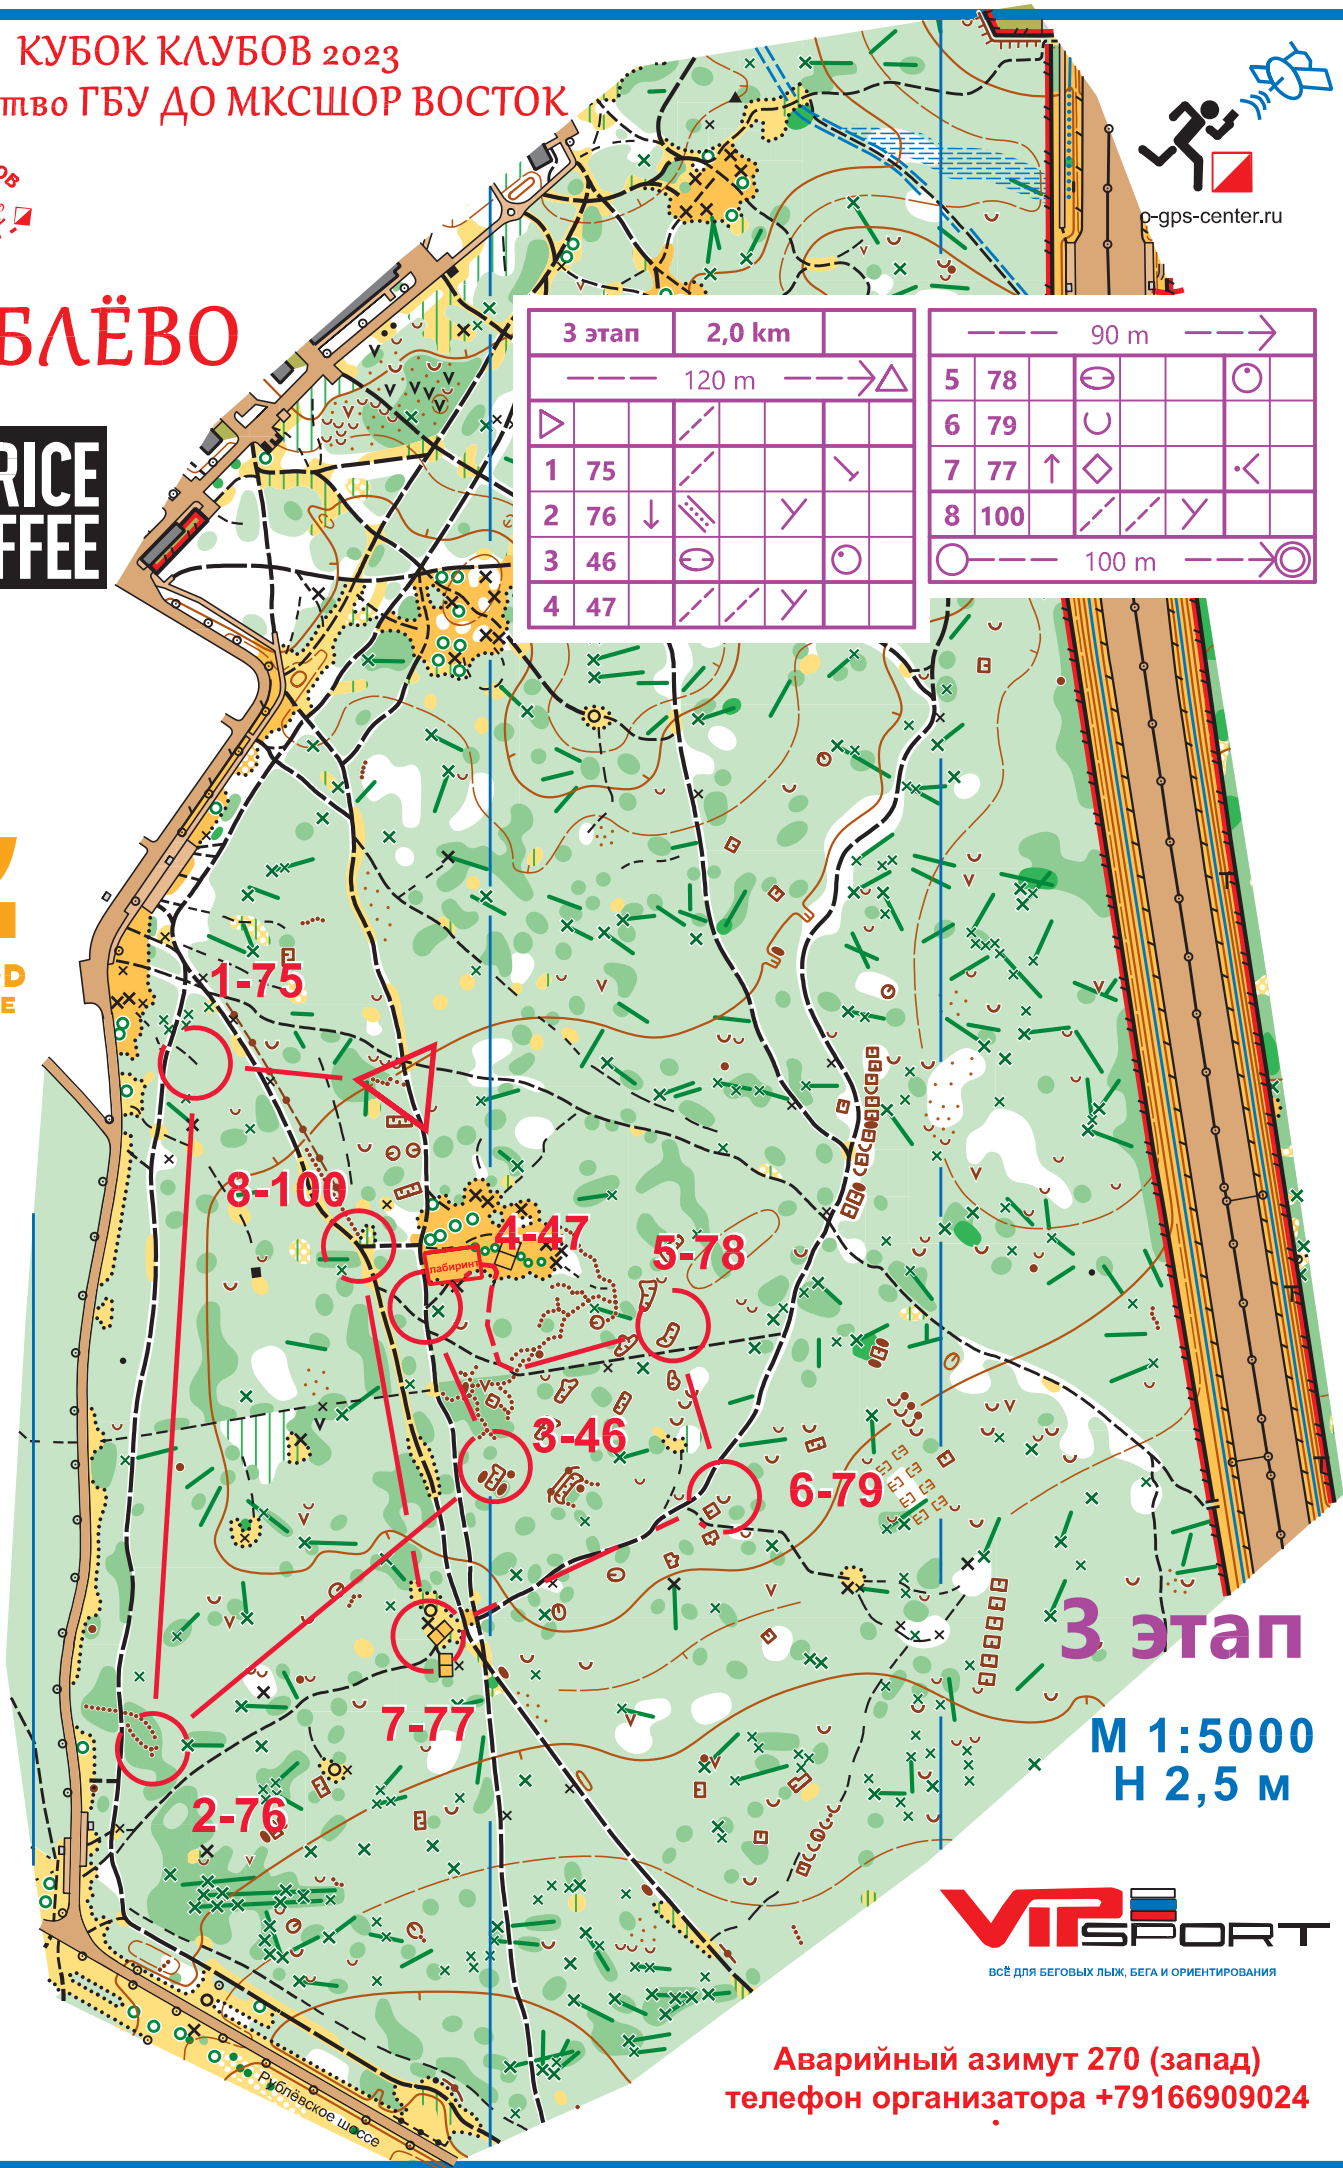 КУБОК КЛУБОВ 2023
тво ГБУ ДО МКСШОР ВОСТОК
ОВ
o-gps-center.ru
БЛЁВО
RICE
FFEE
3 этап 2,0 km
120 m
1 75
2 76
3 46
4 47
90 m
5 78
6 79
7 77
8 100
100 m
D
E
1-75
8-100
4-47
лабиринт
5-78
3-46
6-79
7-77
2-76
3 этап
М 1:5000
Н 2,5 м
VIP SPORT
ВСЁ ДЛЯ БЕГОВЫХ ЛЫЖ, БЕГА И ОРИЕНТИРОВАНИЯ
Аварийный азимут 270 (запад)
телефон организатора +79166909024
Рублёвское шоссе